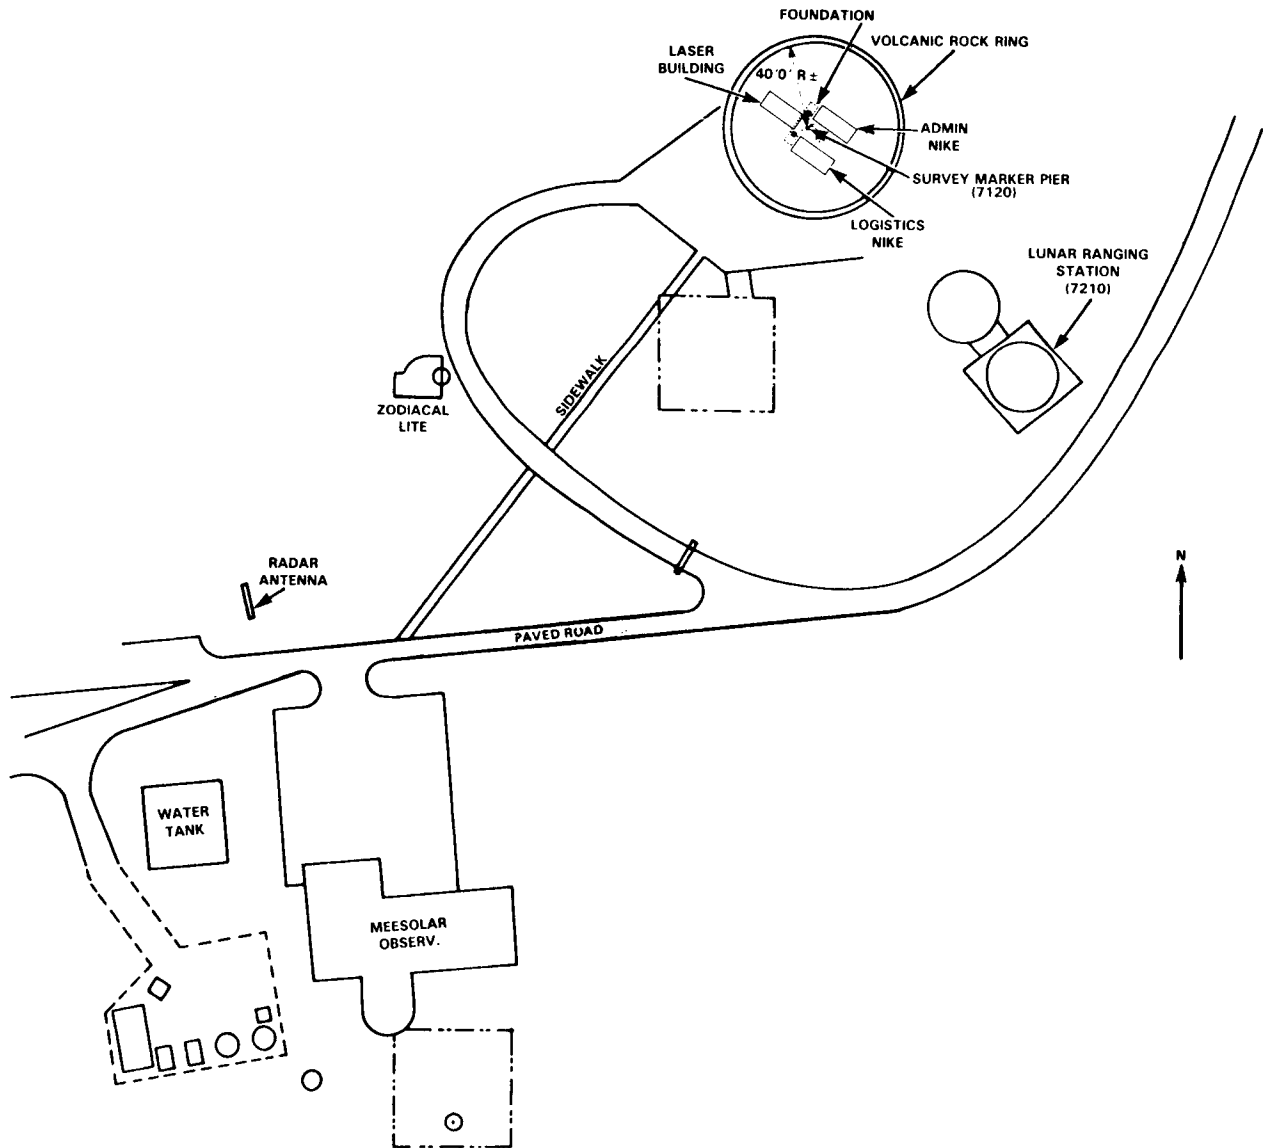 FOUNDATION
VOLCANIC ROCK RING
LASER
BUILDING
40'0' R ±
ADMIN
NIKE
SURVEY MARKER PIER
(7120)
LOGISTICS
NIKE
LUNAR RANGING
STATION
(7210)
SIDEWALK
ZODIACAL
LITE
RADAR
ANTENNA
N
PAVED ROAD
WATER
TANK
MEESOLAR
OBSERV.